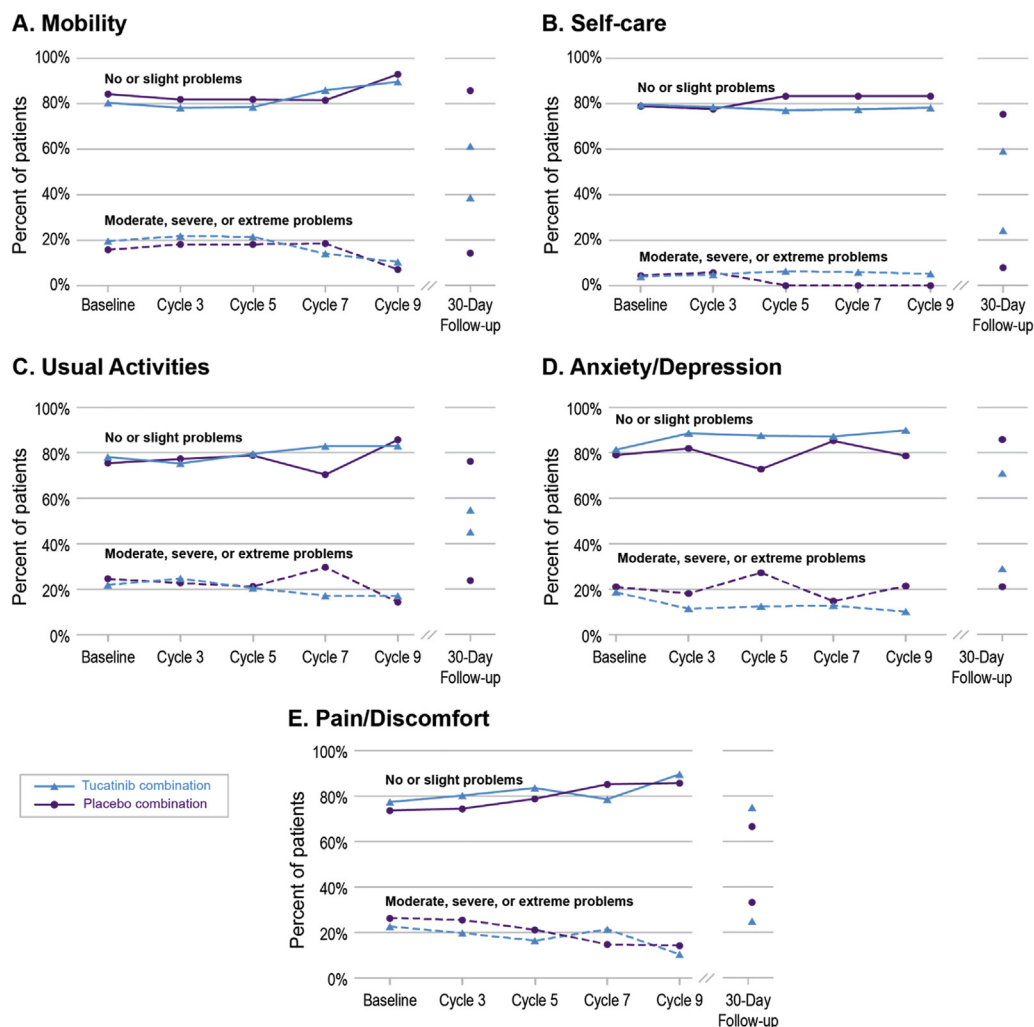 A. Mobility
Percent of patients
100%
80%
60%
40%
20%
0%
No or slight problems
Moderate, severe, or extreme problems
Baseline
Cycle 3
Cycle 5
Cycle 7
Cycle 9
//
30-Day
Follow-up
B. Self-care
Percent of patients
100%
80%
60%
40%
20%
0%
No or slight problems
Moderate, severe, or extreme problems
Baseline
Cycle 3
Cycle 5
Cycle 7
Cycle 9
//
30-Day
Follow-up
C. Usual Activities
Percent of patients
100%
80%
60%
40%
20%
0%
No or slight problems
Moderate, severe, or extreme problems
Baseline
Cycle 3
Cycle 5
Cycle 7
Cycle 9
//
30-Day
Follow-up
D. Anxiety/Depression
Percent of patients
100%
80%
60%
40%
20%
0%
No or slight problems
Moderate, severe, or extreme problems
Baseline
Cycle 3
Cycle 5
Cycle 7
Cycle 9
//
30-Day
Follow-up
E. Pain/Discomfort
Percent of patients
100%
80%
60%
40%
20%
0%
No or slight problems
Moderate, severe, or extreme problems
Baseline
Cycle 3
Cycle 5
Cycle 7
Cycle 9
//
30-Day
Follow-up
Tucatinib combination
Placebo combination